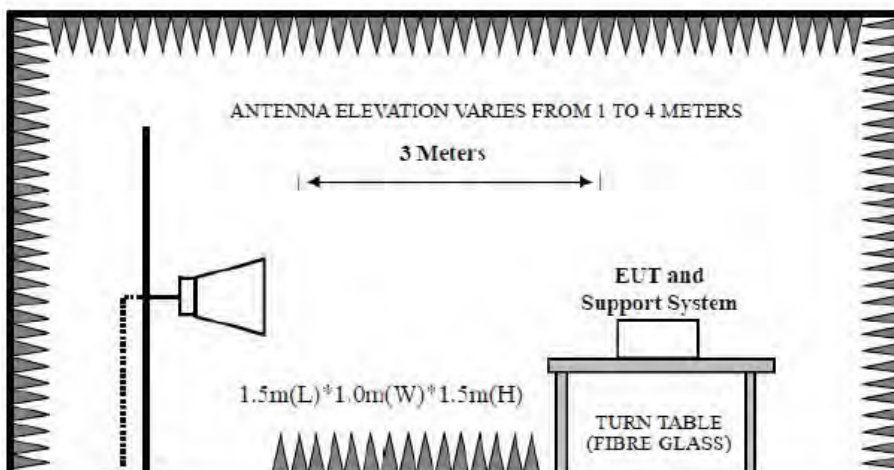 ANTENNA ELEVATION VARIES FROM 1 TO 4 METERS
3 Meters
EUT and
Support System
1.5m(L)*1.0m(W)*1.5m(H)
TURN TABLE
(FIBRE GLASS)